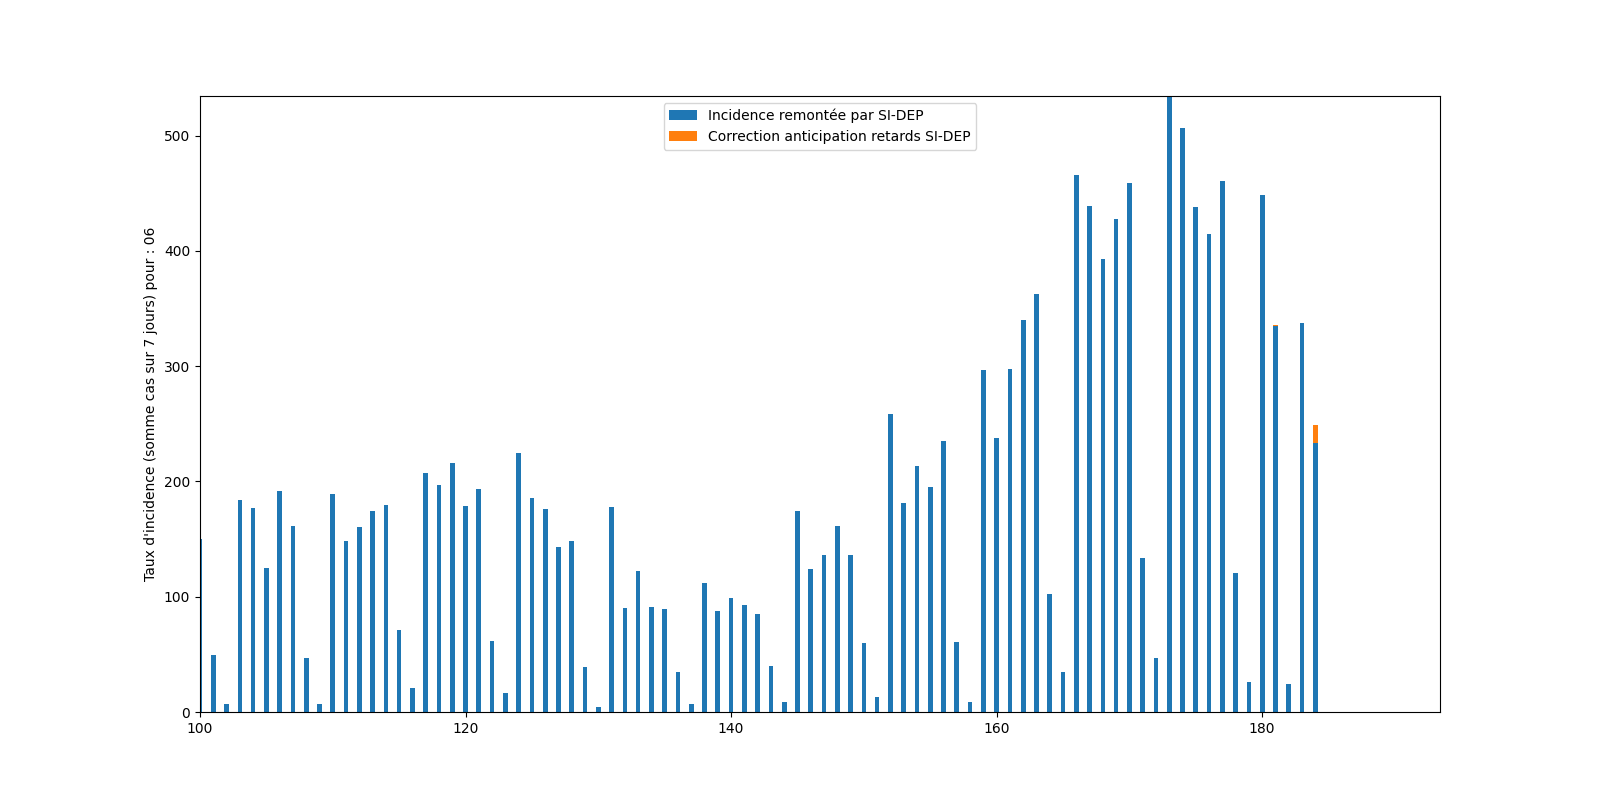 Incidence remontée par SI-DEP
Correction anticipation retards SI-DEP
Taux d'incidence (somme cas sur 7 jours) pour : 06
500
400
300
200
100
0
100 120 140 160 180